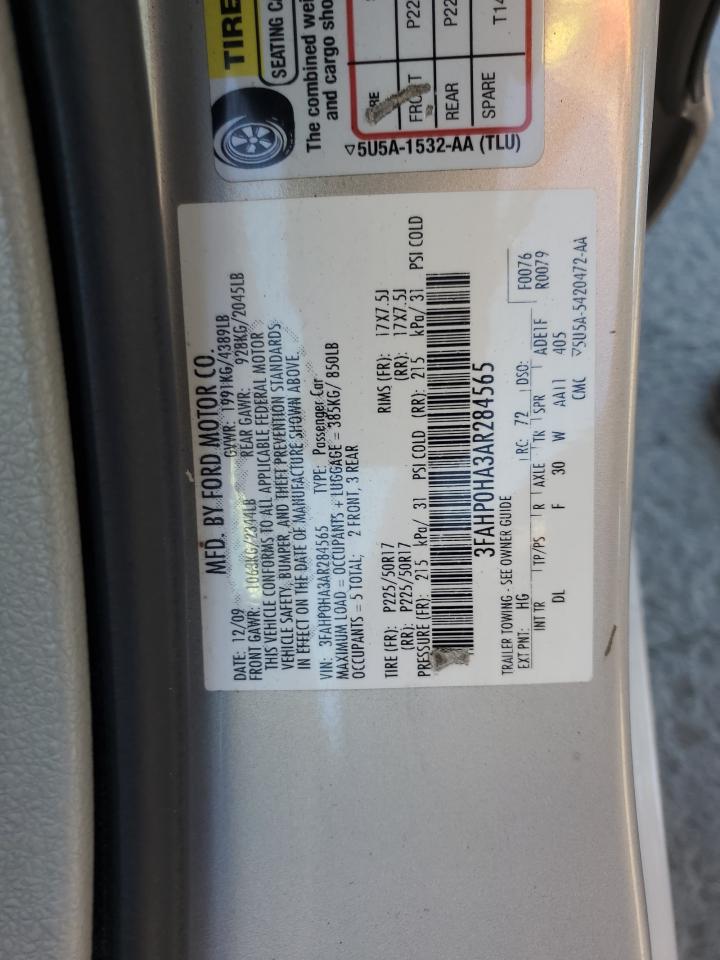 TIRE
SEATING CA
The combined wei
and cargo sho
RE
FRONT P22
REAR P22
SPARE T14
▽5U5A-1532-AA (TLU)
MFD. BY FORD MOTOR CO.
DATE: 12/09 GVWR: 1991KG/4389LB
FRONT GAWR: 1063KG/2344LB REAR GAWR: 928KG/2045LB
THIS VEHICLE CONFORMS TO ALL APPLICABLE FEDERAL MOTOR
VEHICLE SAFETY, BUMPER, AND THEFT PREVENTION STANDARDS
IN EFFECT ON THE DATE OF MANUFACTURE SHOWN ABOVE.
VIN: 3FAHP0HA3AR284565 TYPE: Passenger Car
MAXIMUM LOAD = OCCUPANTS + LUGGAGE = 385KG/ 850LB
OCCUPANTS = 5 TOTAL: 2 FRONT, 3 REAR
TIRE (FR): P225/50R17 RIMS (FR): 17X7.5J
(RR): P225/50R17 (RR): 17X7.5J
PRESSURE (FR): 215 kPa/ 31 PSI COLD (RR): 215 kPa/ 31 PSI COLD
3FAHP0HA3AR284565
TRAILER TOWING - SEE OWNER GUIDE
EXT PNT: HG RC: 72 DSO: F0076
R0079
INT TR TP/PS R AXLE TR SPR ADE1F
DL F 30 W AA11 405
CMC ▽5U5A-5420472-AA